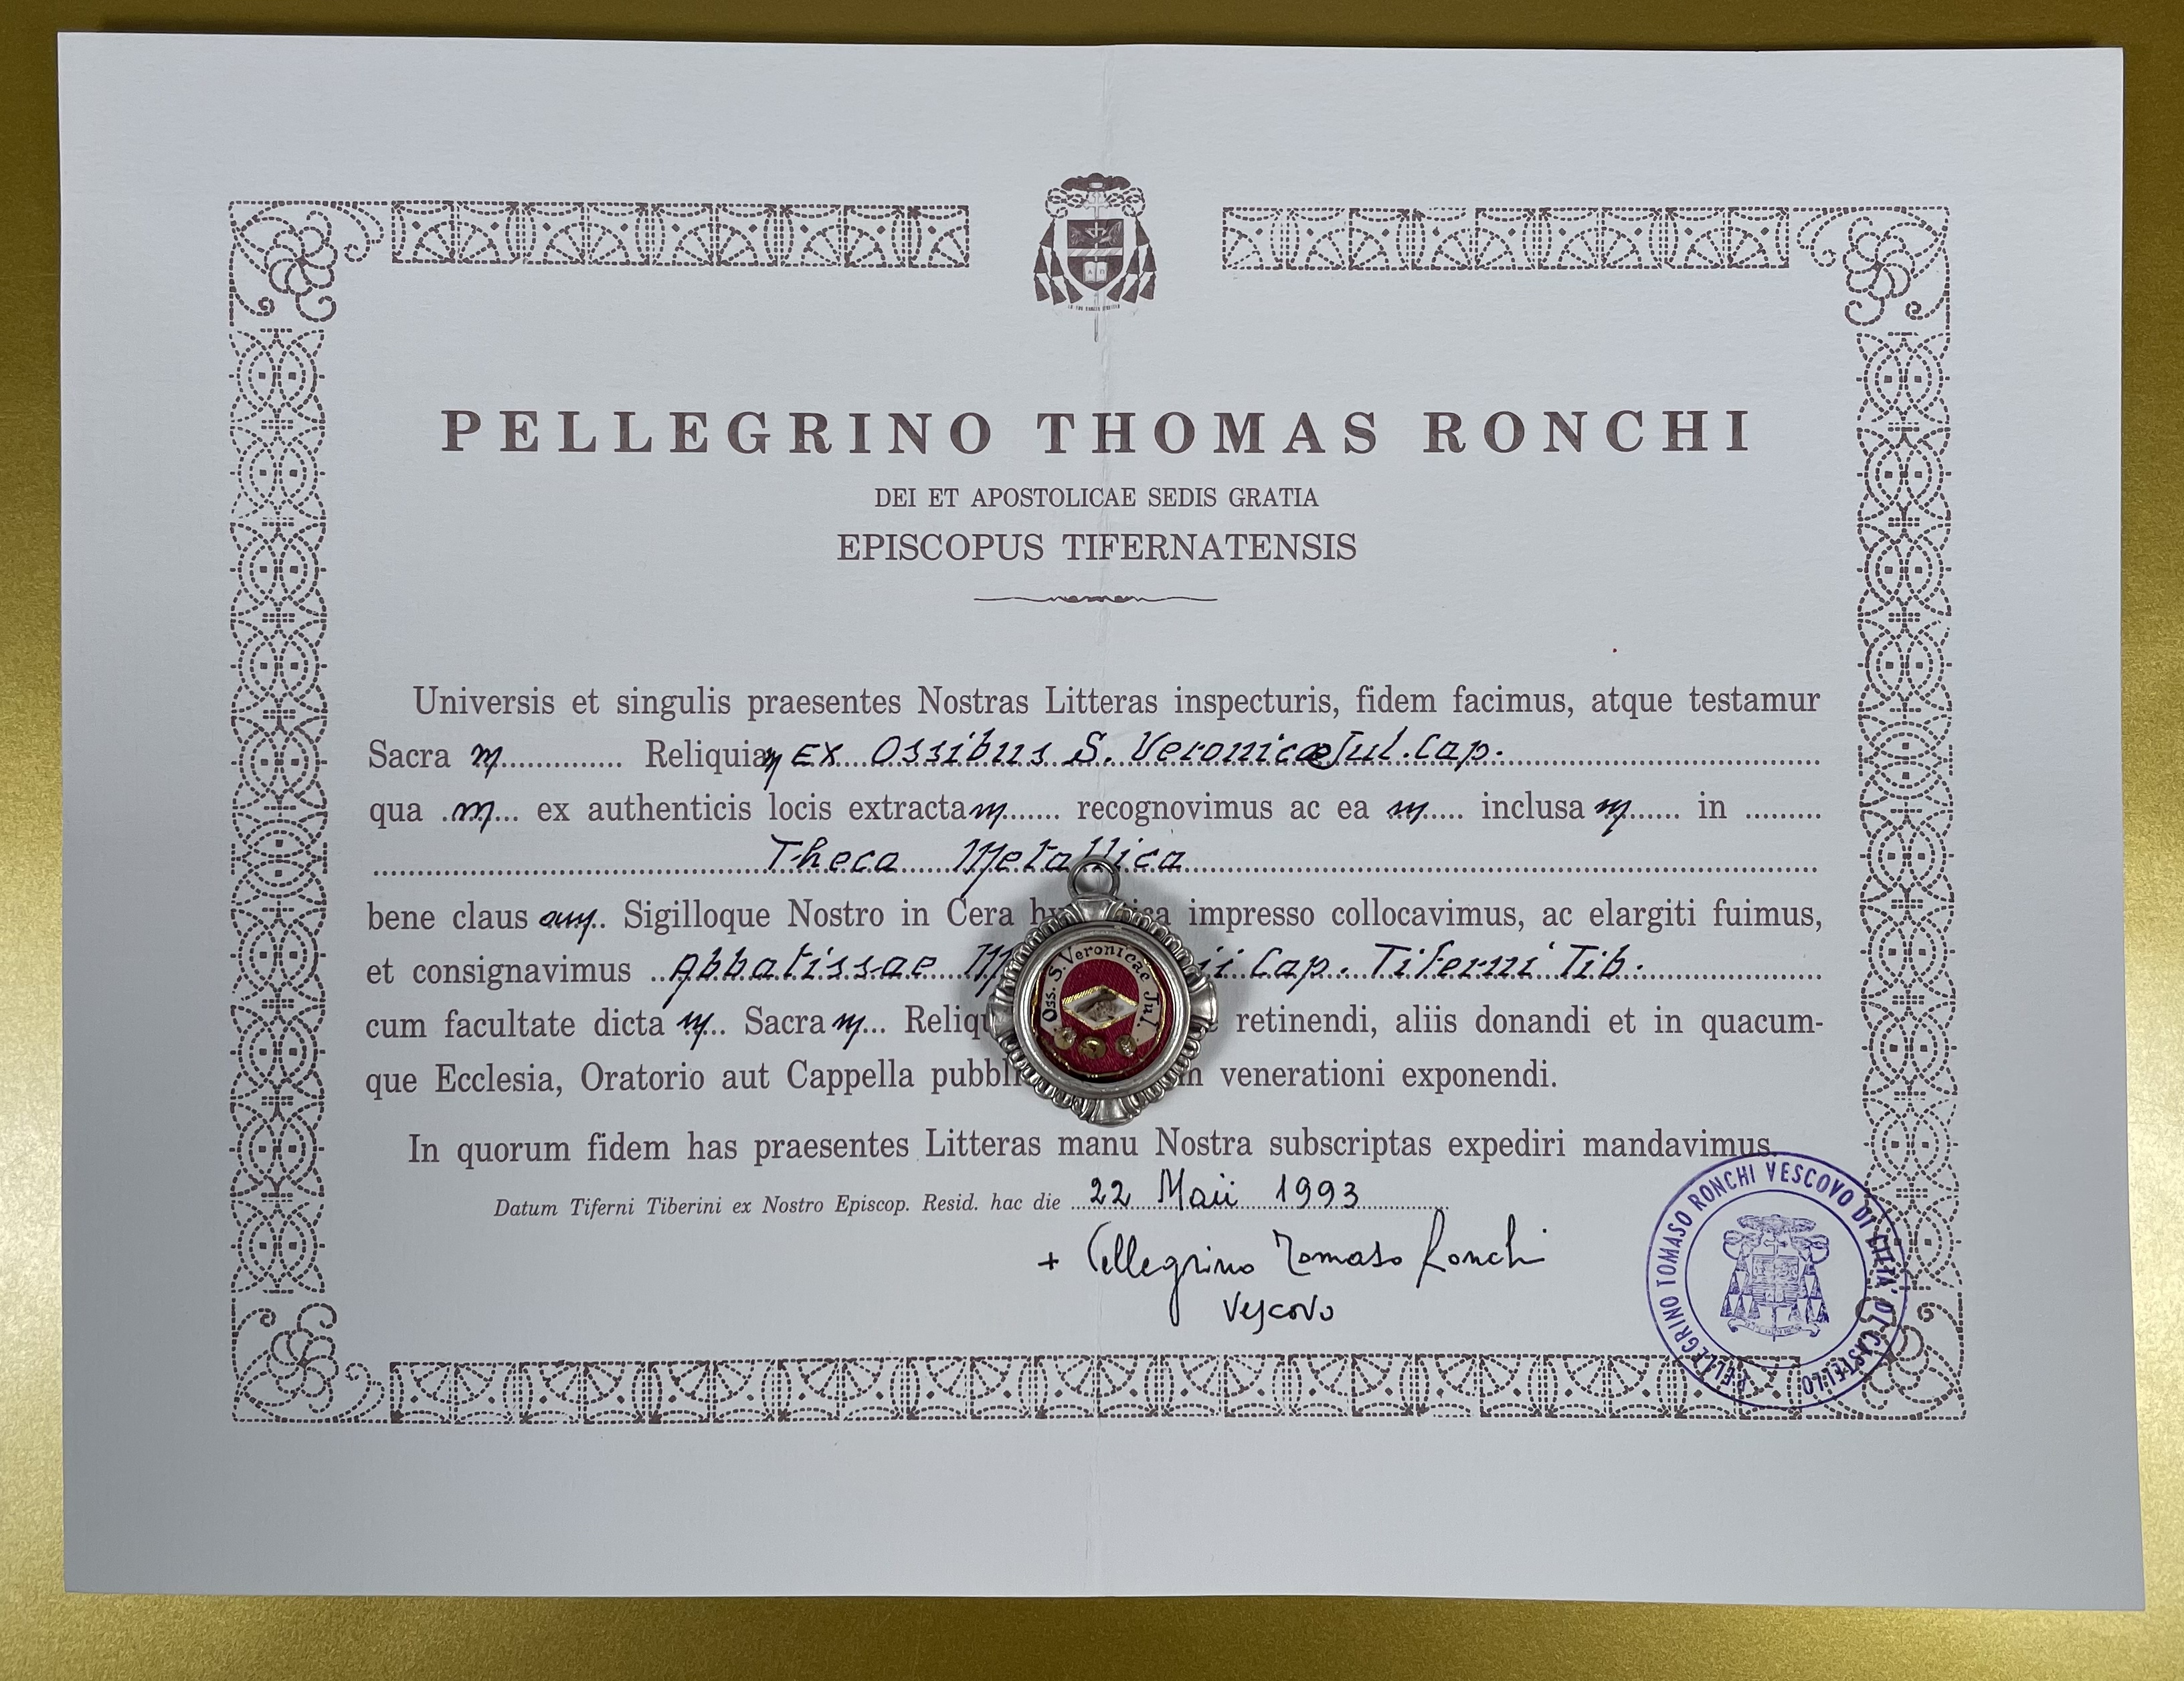 PELLEGRINO THOMAS RONCHI
DEI ET APOSTOLICAE SEDIS GRATIA
EPISCOPUS TIFERNATENSIS
Universis et singulis praesentes Nostras Litteras inspecturis, fidem facimus, atque testamur
Sacra m Reliquiam Ex Ossibus S. Veronicae Jul. Cap.
qua m ex authenticis locis extracta m recognovimus ac ea m inclusa m in
Theca Metallica
bene claus am Sigilloque Nostro in Cera impresso collocavimus, ac elargiti fuimus,
et consignavimus Abbatissae Cap. Tiferni Tib.
cum facultate dicta m Sacra m retinendi, aliis donandi et in quacum-
que Ecclesia, Oratorio aut Cappella venerationi exponendi.
Oss. S. Veronicae Jul.
In quorum fidem has praesentes Litteras manu Nostra subscriptas expediri mandavimus.
Datum Tiferni Tiberini ex Nostro Episcop. Resid. hac die 22 Maii 1993
+ Pellegrino Tomaso Ronchi
Vescovo
PELLEGRINO TOMASO RONCHI VESCOVO DI CITTA' DI CASTELLO